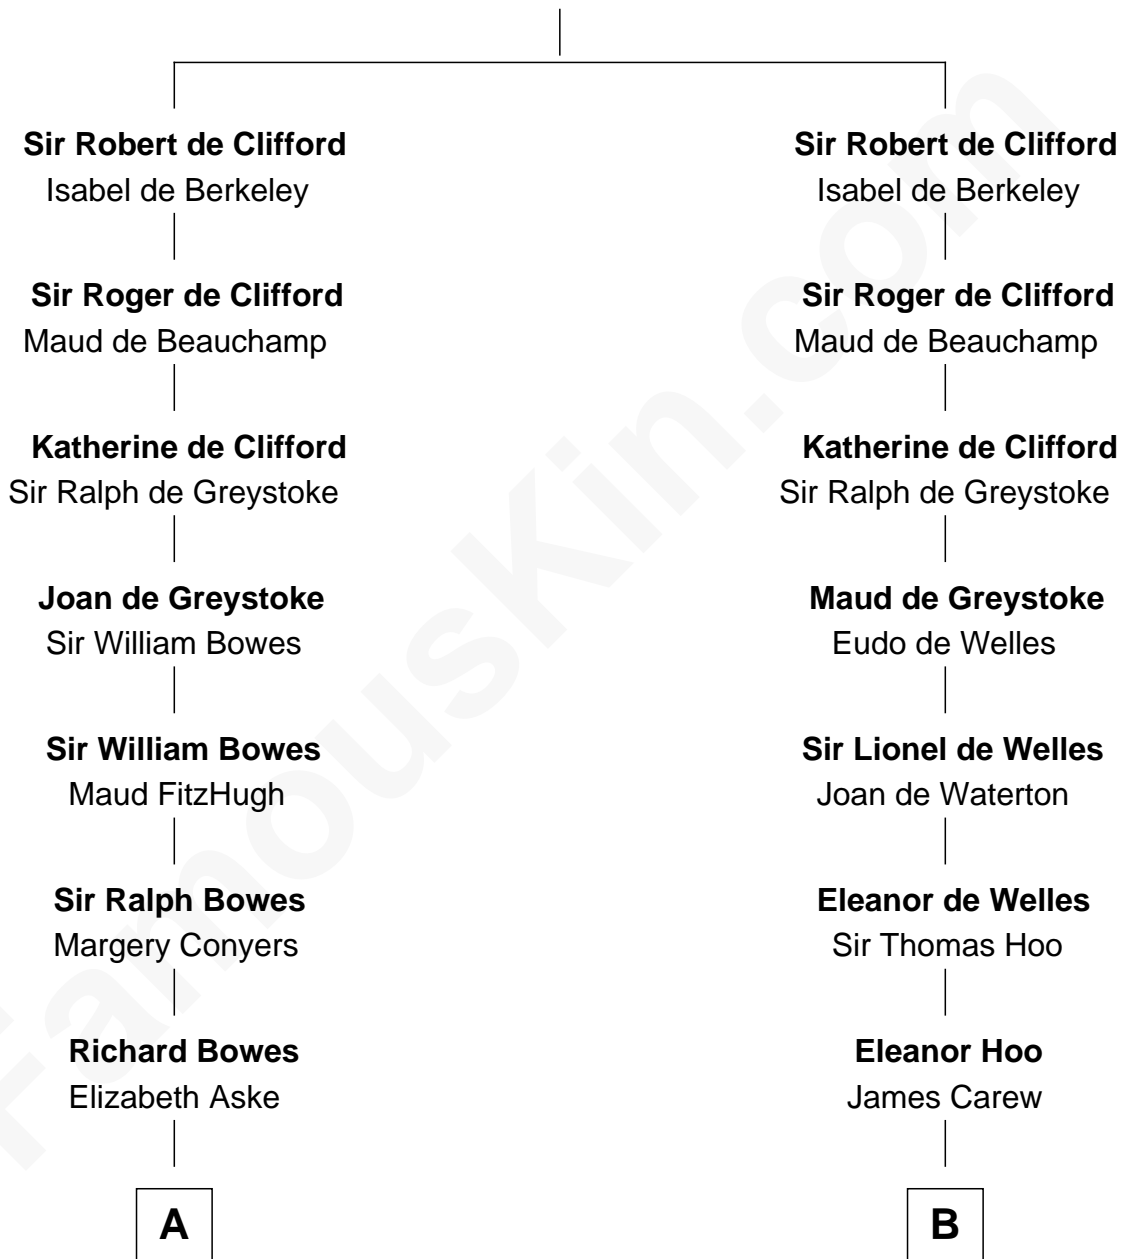 Sir Robert de Clifford
Isabel de Berkeley
Sir Roger de Clifford
Maud de Beauchamp
Katherine de Clifford
Sir Ralph de Greystoke
Joan de Greystoke
Sir William Bowes
Sir William Bowes
Maud FitzHugh
Sir Ralph Bowes
Margery Conyers
Richard Bowes
Elizabeth Aske
A
Sir Robert de Clifford
Isabel de Berkeley
Sir Roger de Clifford
Maud de Beauchamp
Katherine de Clifford
Sir Ralph de Greystoke
Maud de Greystoke
Eudo de Welles
Sir Lionel de Welles
Joan de Waterton
Eleanor de Welles
Sir Thomas Hoo
Eleanor Hoo
James Carew
B
FamousKin.com